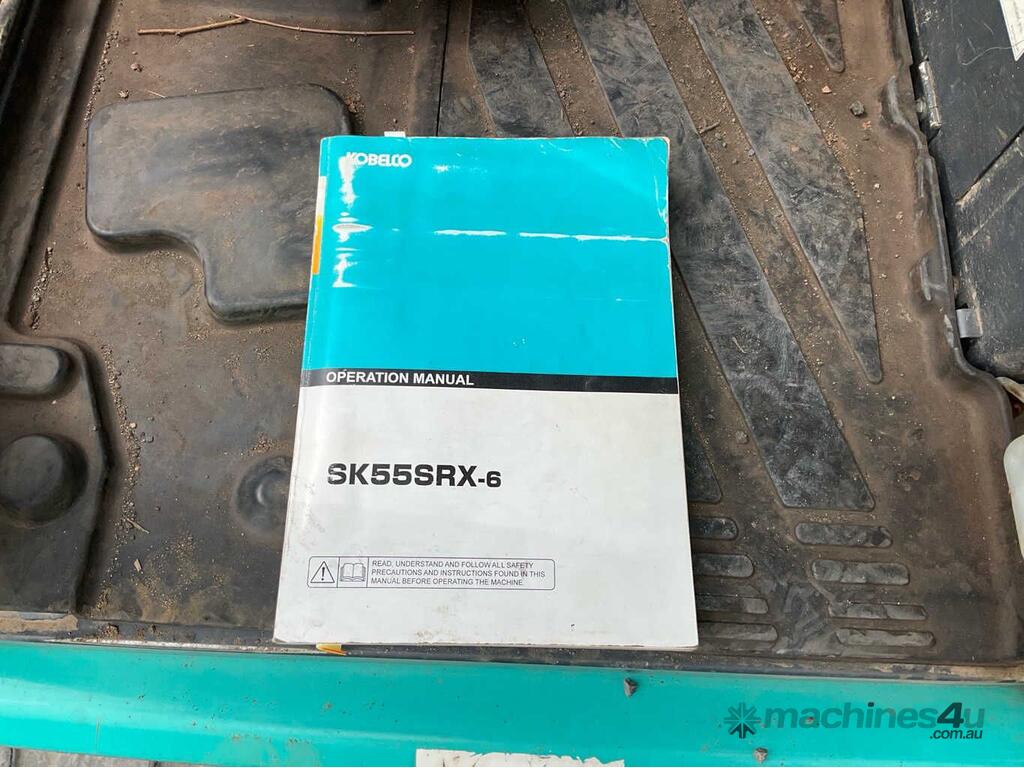 KOBELCO
OPERATION MANUAL
SK55SRX-6
READ, UNDERSTAND AND FOLLOW ALL SAFETY
PRECAUTIONS AND INSTRUCTIONS FOUND IN THIS
MANUAL BEFORE OPERATING THE MACHINE.
machines4u
.com.au